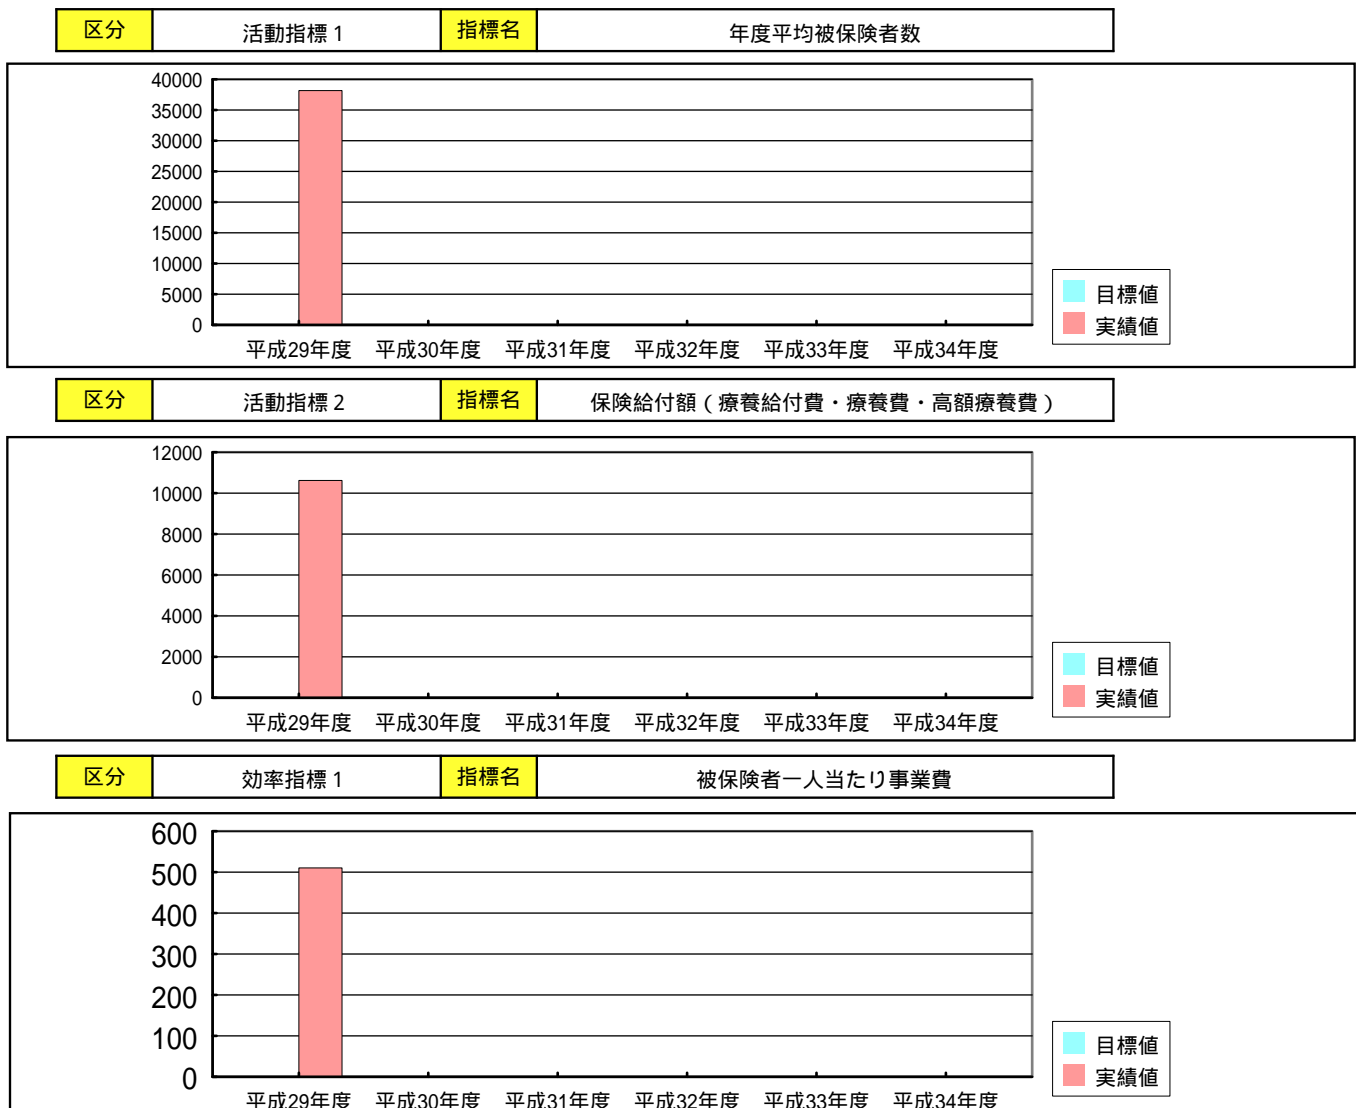 区分 活動指標1 指標名 年度平均被保険者数
40000
35000
30000
25000
20000
15000
10000
5000
0
平成29年度 平成30年度 平成31年度 平成32年度 平成33年度 平成34年度
目標値
実績値
区分 活動指標2 指標名 保険給付額(療養給付費・療養費・高額療養費)
12000
10000
8000
6000
4000
2000
0
平成29年度 平成30年度 平成31年度 平成32年度 平成33年度 平成34年度
目標値
実績値
区分 効率指標1 指標名 被保険者一人当たり事業費
600
500
400
300
200
100
0
平成29年度 平成30年度 平成31年度 平成32年度 平成33年度 平成34年度
目標値
実績値